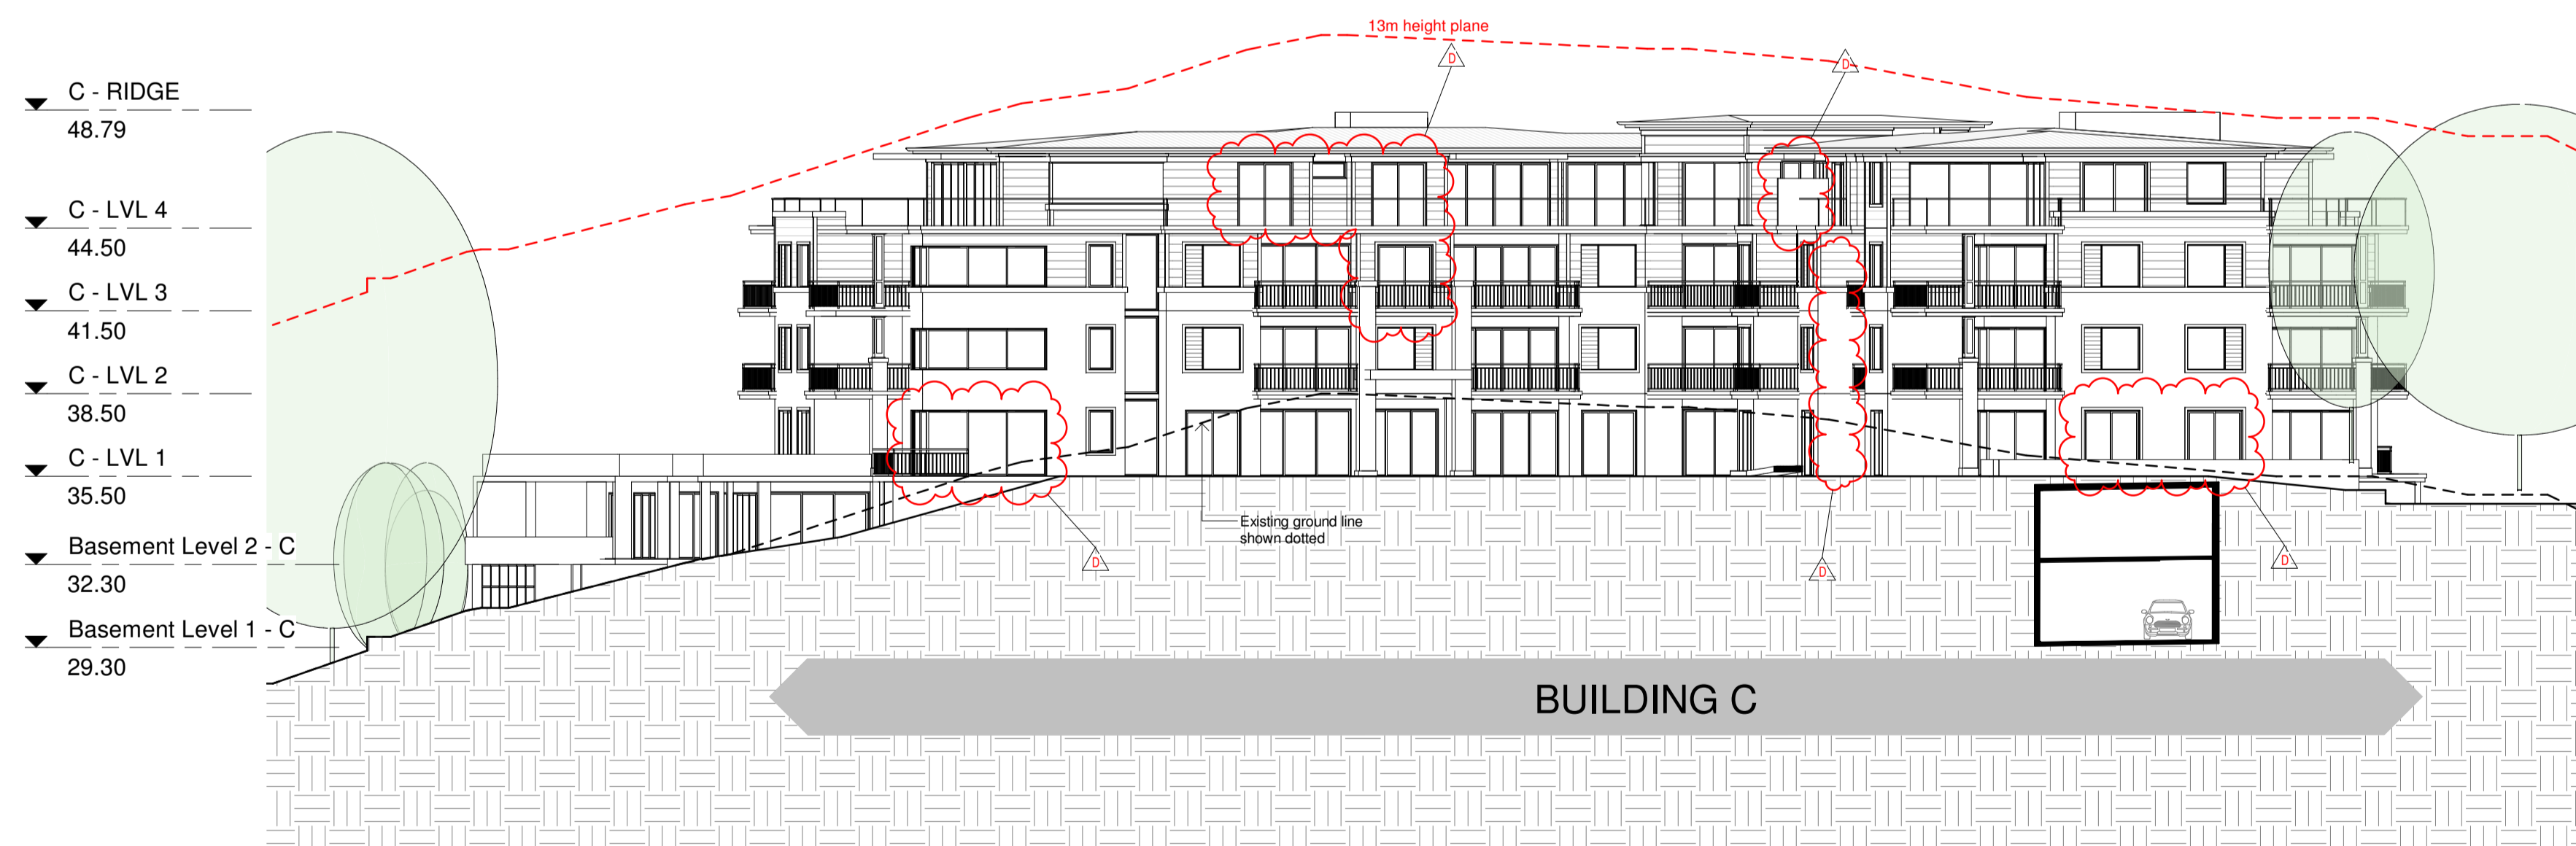 13m height plane
D
D
C - RIDGE
48.79
C - LVL 4
44.50
C - LVL 3
41.50
C - LVL 2
38.50
C - LVL 1
35.50
Existing ground line
shown dotted
Basement Level 2 - C
32.30
D
D
D
Basement Level 1 - C
29.30
BUILDING C